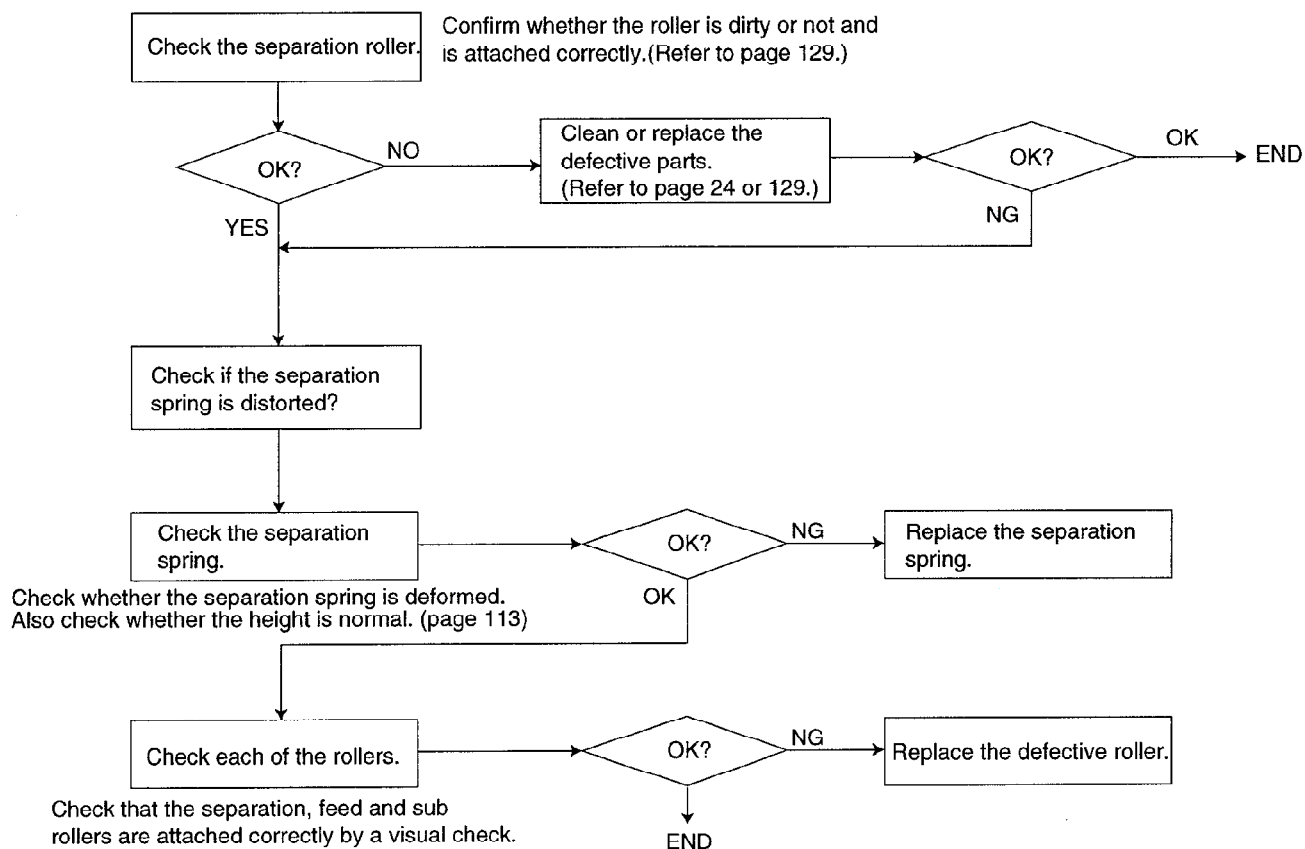 Check the separation roller.
Confirm whether the roller is dirty or not and
is attached correctly.(Refer to page 129.)
OK?
NO
Clean or replace the
defective parts.
(Refer to page 24 or 129.)
OK?
OK
END
YES
NG
Check if the separation
spring is distorted?
Check the separation
spring.
OK?
NG
Replace the separation
spring.
Check whether the separation spring is deformed.
Also check whether the height is normal. (page 113)
OK
Check each of the rollers.
OK?
NG
Replace the defective roller.
Check that the separation, feed and sub
rollers are attached correctly by a visual check.
END